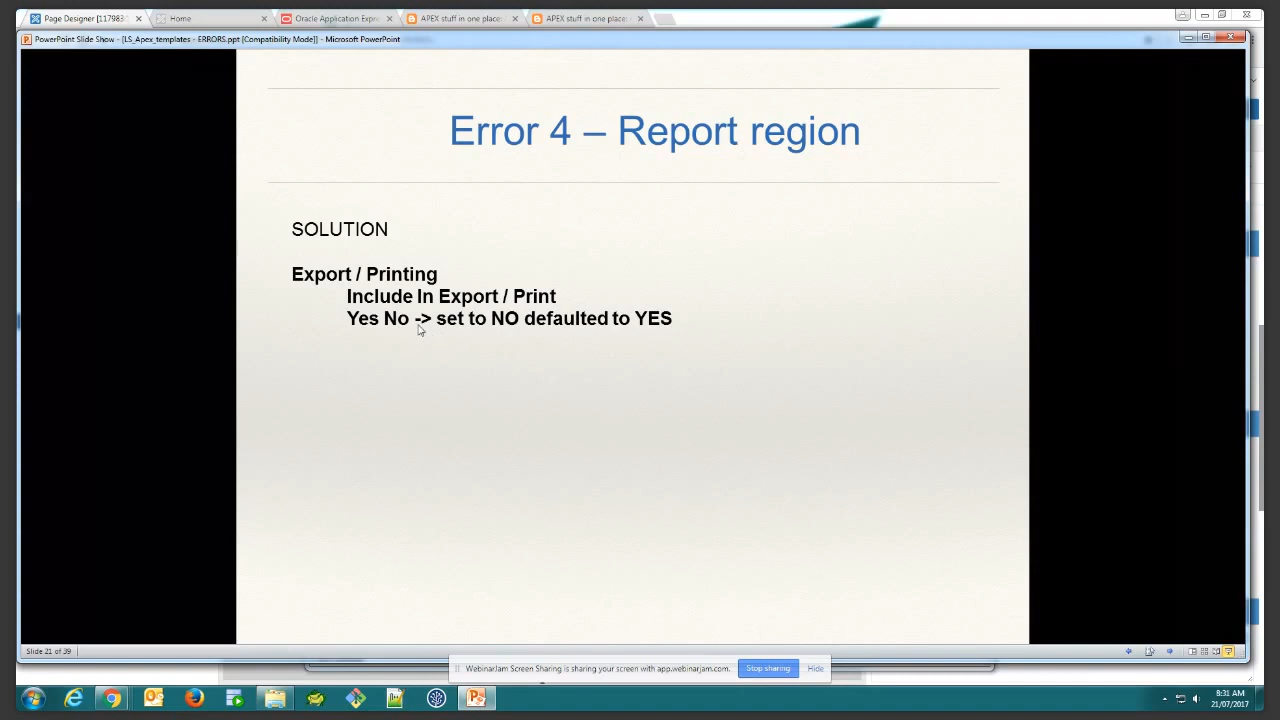 Page Designer [117983-
Home
Oracle Application Expre
APEX stuff in one place:
APEX stuff in one place:
PowerPoint Slide Show - [LS_Apex_templates - ERRORS.ppt [Compatibility Mode]] - Microsoft PowerPoint
Error 4 – Report region
SOLUTION
Export / Printing
Include In Export / Print
Yes No -> set to NO defaulted to YES
Slide 21 of 39
WebinarJam Screen Sharing is sharing your screen with app.webinarjam.com.
Stop sharing
Hide
8:31 AM
21/07/2017